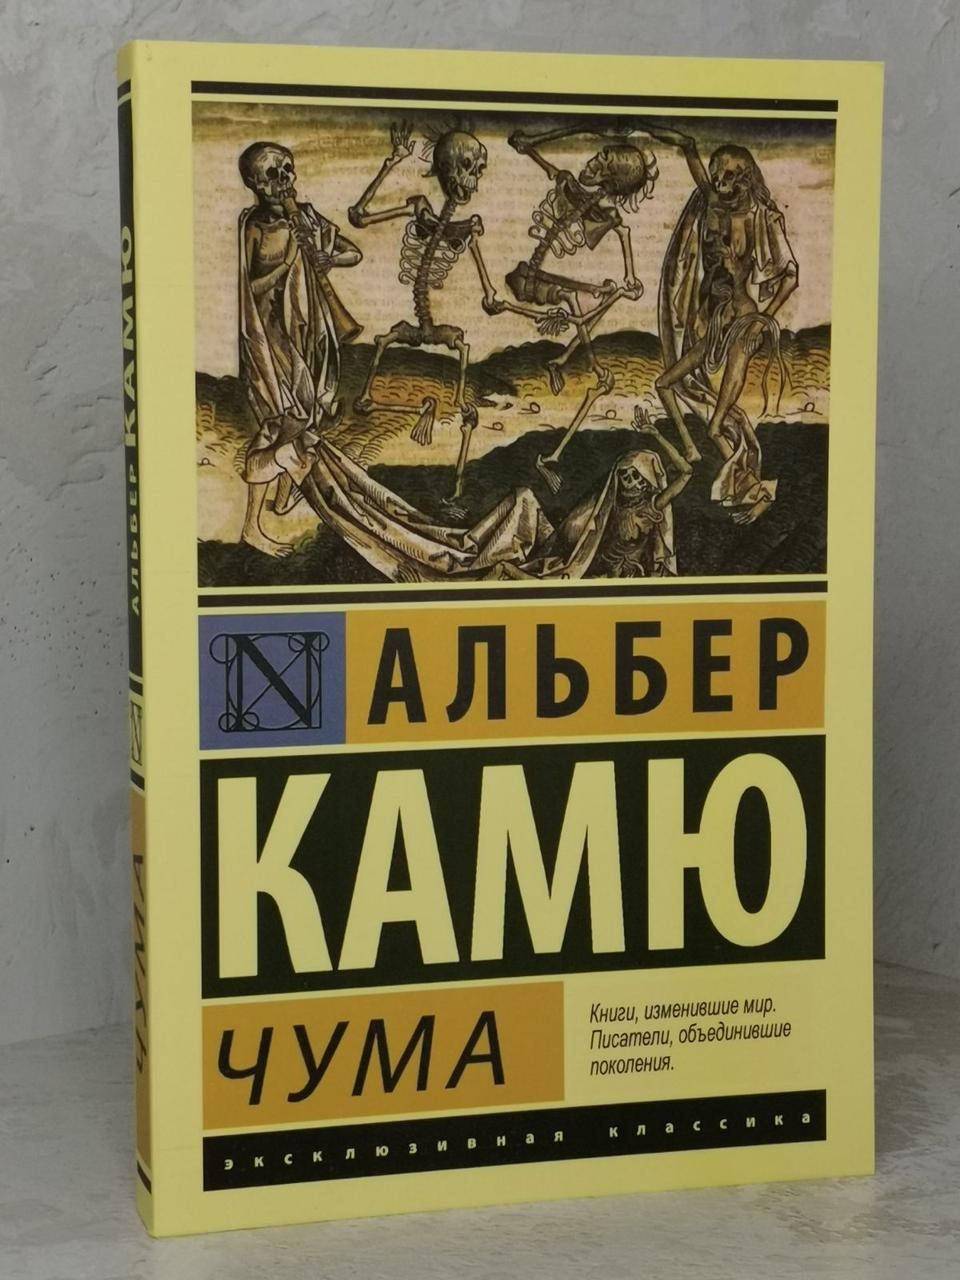 АЛЬБЕР КАМЮ
ЧУМА
N
АЛЬБЕР
КАМЮ
ЧУМА
Книги, изменившие мир.
Писатели, объединившие
поколения.
эксклюзивная классика